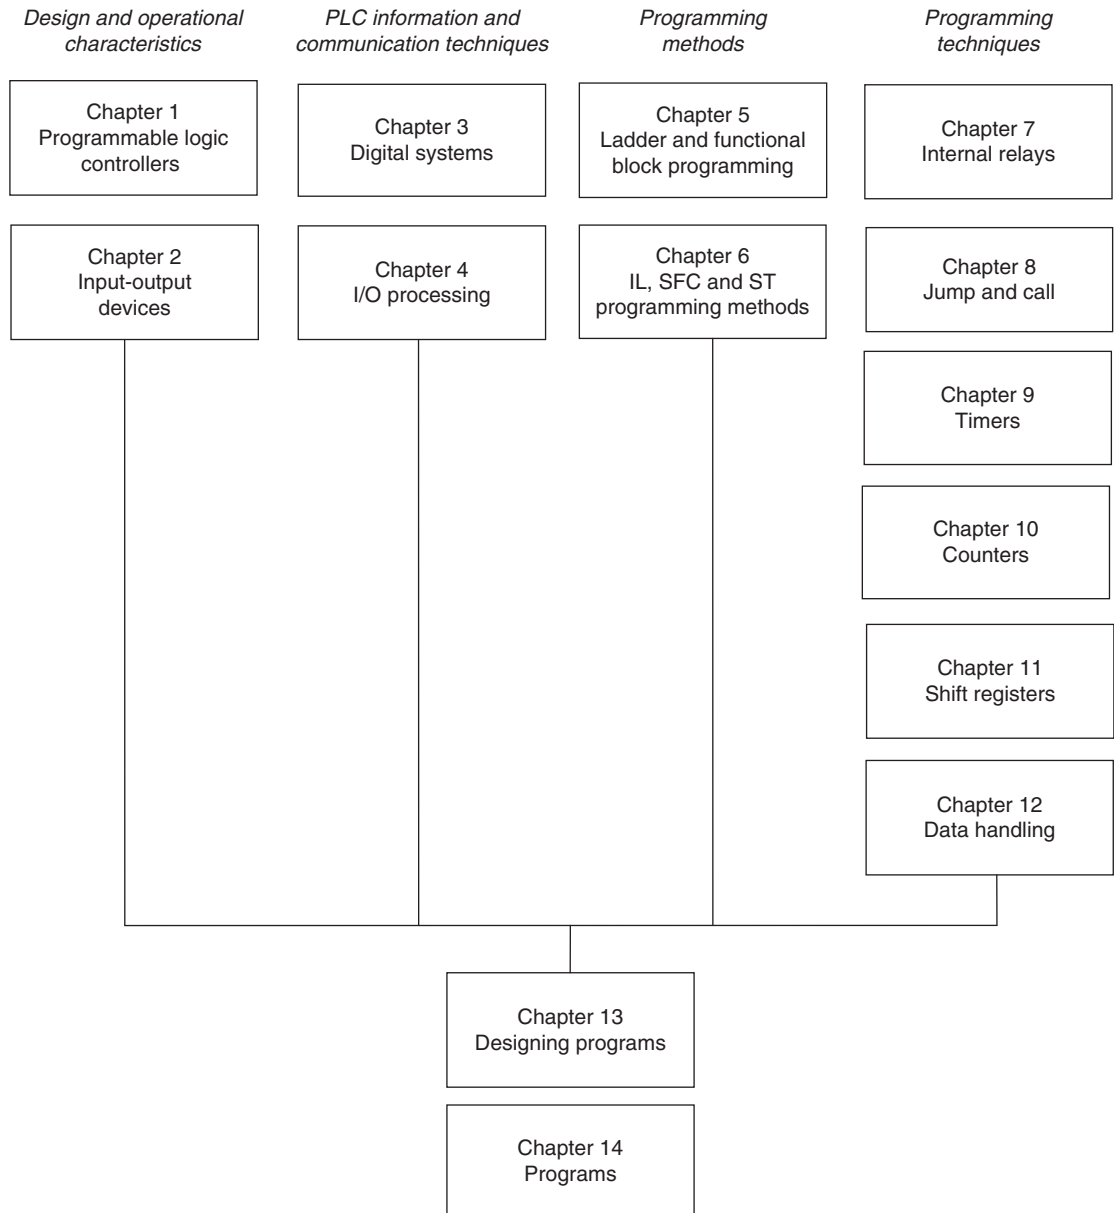 Design and operational
characteristics
PLC information and
communication techniques
Programming
methods
Programming
techniques
Chapter 1
Programmable logic
controllers
Chapter 3
Digital systems
Chapter 5
Ladder and functional
block programming
Chapter 7
Internal relays
Chapter 2
Input-output
devices
Chapter 4
I/O processing
Chapter 6
IL, SFC and ST
programming methods
Chapter 8
Jump and call
Chapter 9
Timers
Chapter 10
Counters
Chapter 11
Shift registers
Chapter 12
Data handling
Chapter 13
Designing programs
Chapter 14
Programs